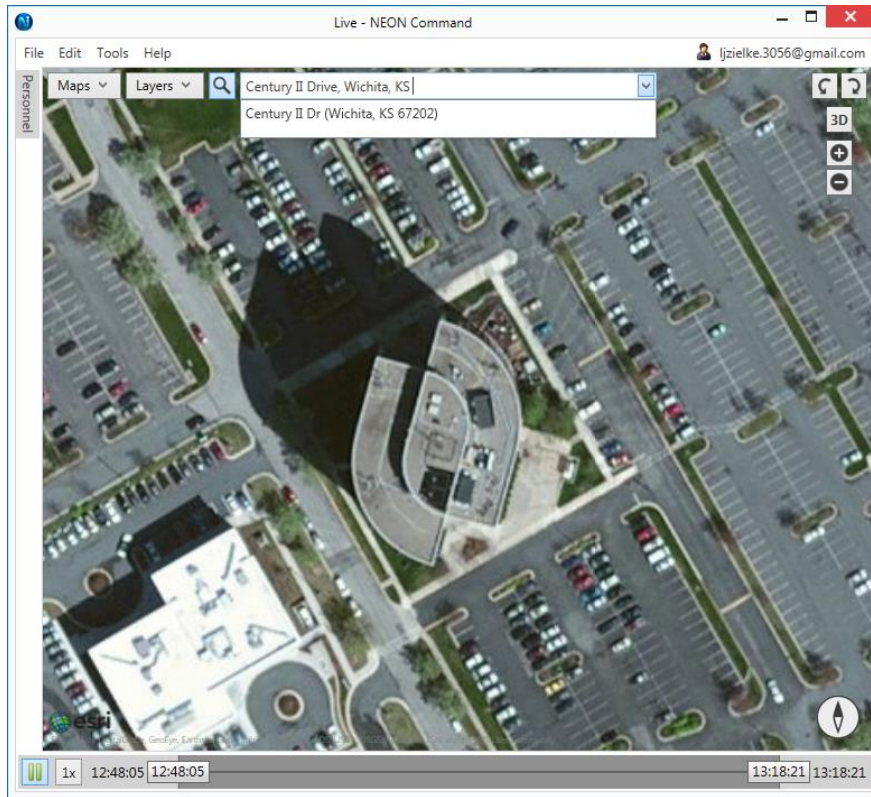 Live - NEON Command
File Edit Tools Help
ljzielke.3056@gmail.com
Personnel
Maps
Layers
Century II Drive, Wichita, KS
Century II Dr (Wichita, KS 67202)
3D
esri
GeoEye,
1x 12:48:05 12:48:05 13:18:21 13:18:21